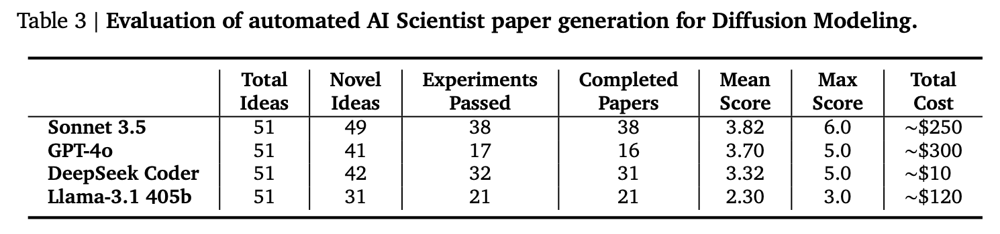 Table 3 | Evaluation of automated AI Scientist paper generation for Diffusion Modeling.
Total Novel Experiments Completed Mean Max Total
Ideas Ideas Passed Papers Score Score Cost
Sonnet 3.5 51 49 38 38 3.82 6.0 ~$250
GPT-4o 51 41 17 16 3.70 5.0 ~$300
DeepSeek Coder 51 42 32 31 3.32 5.0 ~$10
Llama-3.1 405b 51 31 21 21 2.30 3.0 ~$120